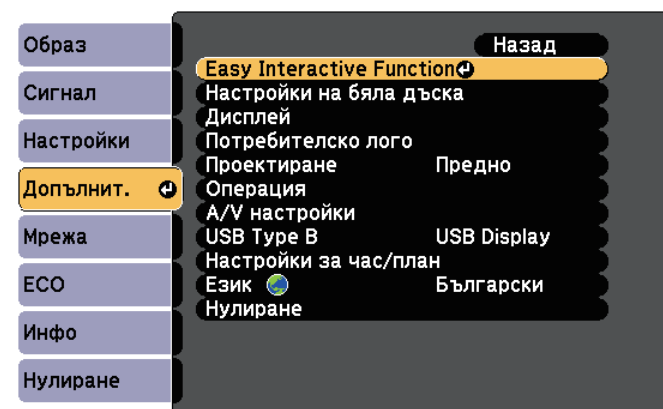 Образ
Сигнал
Настройки
Допълнит.
Мрежа
ECO
Инфо
Нулиране
Назад
Easy Interactive Function
Настройки на бяла дъска
Дисплей
Потребителско лого
Проектиране Предно
Операция
A/V настройки
USB Type B USB Display
Настройки за час/план
Език Български
Нулиране